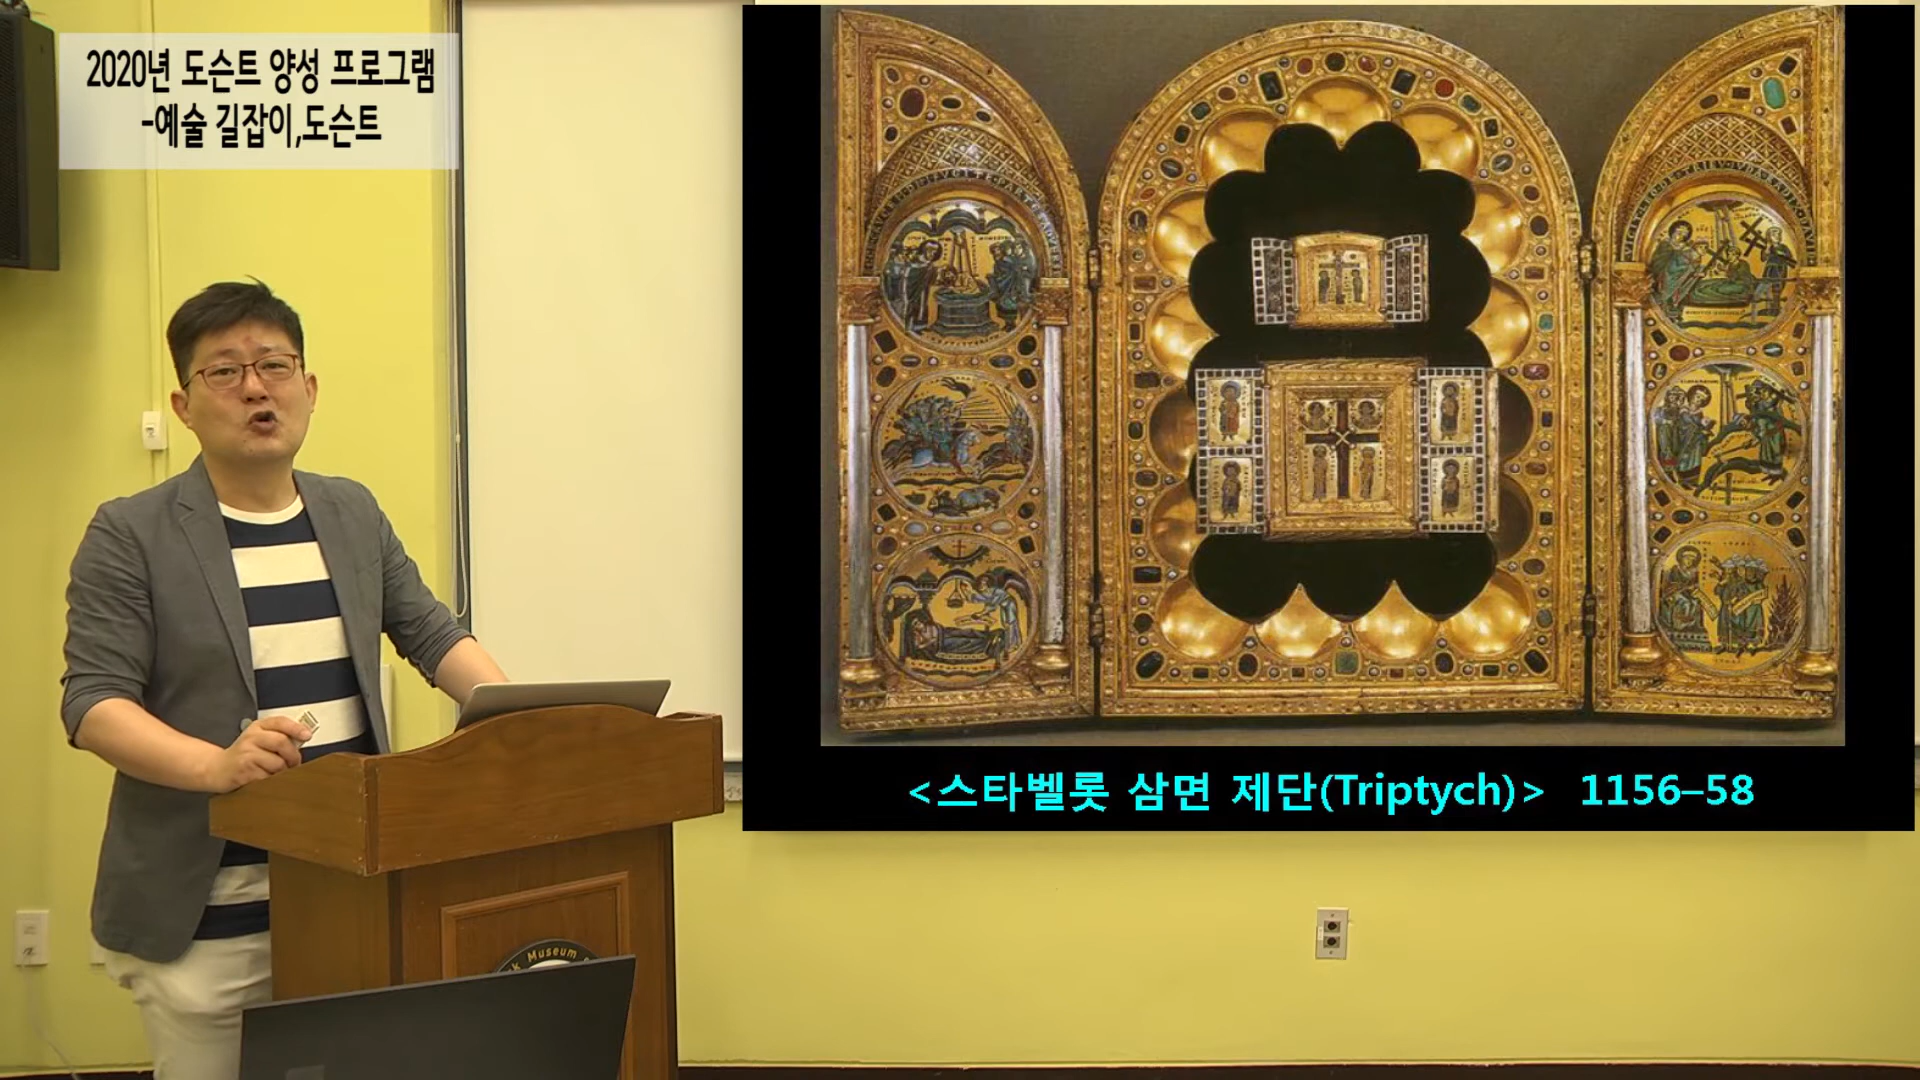 2020년 도슨트 양성 프로그램
-예술 길잡이,도슨트
<스타벨롯 삼면 제단(Triptych)> 1156–58
Museum